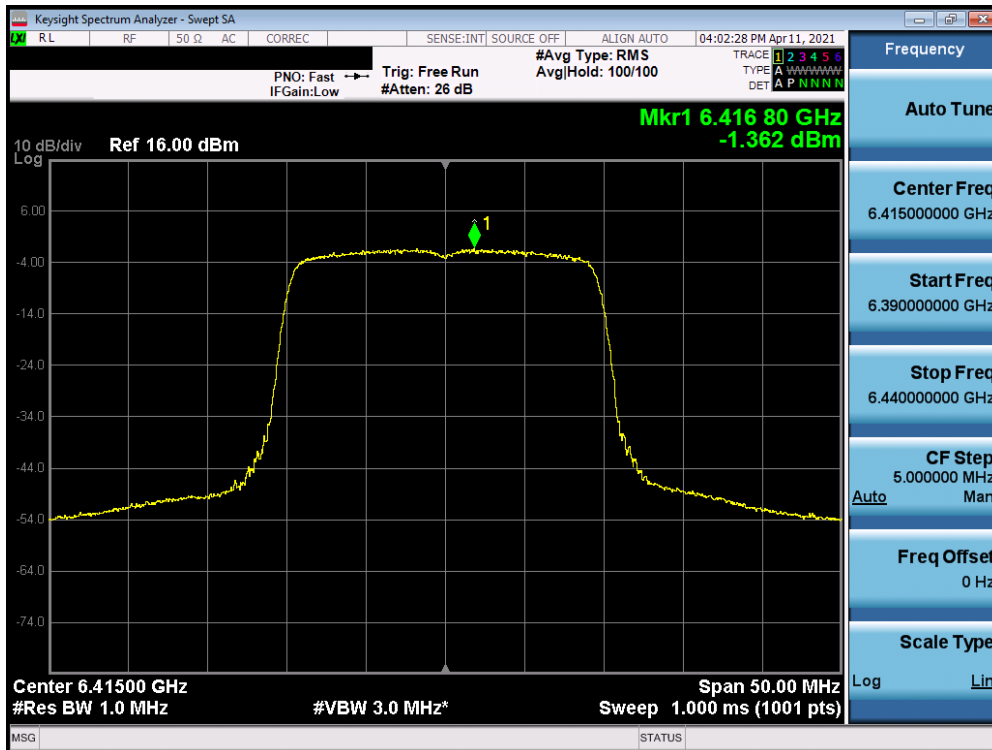 Keysight Spectrum Analyzer - Swept SA
LXI RL RF 50 Ω AC CORREC SENSE:INT SOURCE OFF ALIGN AUTO 04:02:28 PM Apr 11, 2021
PNO: Fast
IFGain:Low
Trig: Free Run
#Atten: 26 dB
#Avg Type: RMS
Avg|Hold: 100/100
TRACE 1 2 3 4 5 6
TYPE A WWWWW
DET A P N N N N
Mkr1 6.416 80 GHz
-1.362 dBm
10 dB/div Ref 16.00 dBm
Log
1
6.00
-4.00
-14.0
-24.0
-34.0
-44.0
-54.0
-64.0
-74.0
Center 6.41500 GHz Span 50.00 MHz
#Res BW 1.0 MHz #VBW 3.0 MHz* Sweep 1.000 ms (1001 pts)
MSG STATUS
Frequency
Auto Tune
Center Freq
6.415000000 GHz
Start Freq
6.390000000 GHz
Stop Freq
6.440000000 GHz
CF Step
5.000000 MHz
Auto Man
Freq Offset
0 Hz
Scale Type
Log Lin